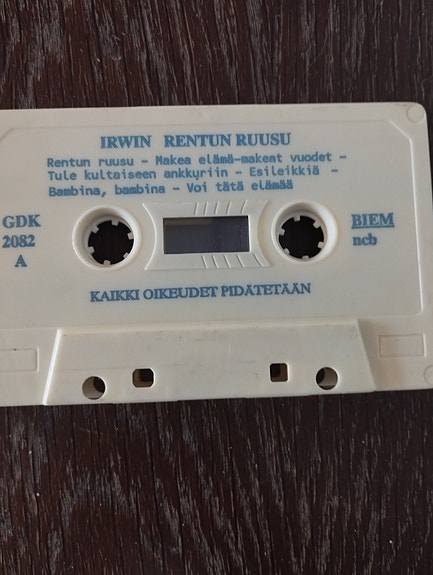 IRWIN RENTUN RUUSU
Rentun ruusu - Makea elämä-makeat vuodet -
Tule kultaiseen ankkyriin - Esileikkiä -
Bambina, bambina - Voi tätä elämää
GDK
2082
A
BIEM
ncb
KAIKKI OIKEUDET PIDÄTETÄÄN